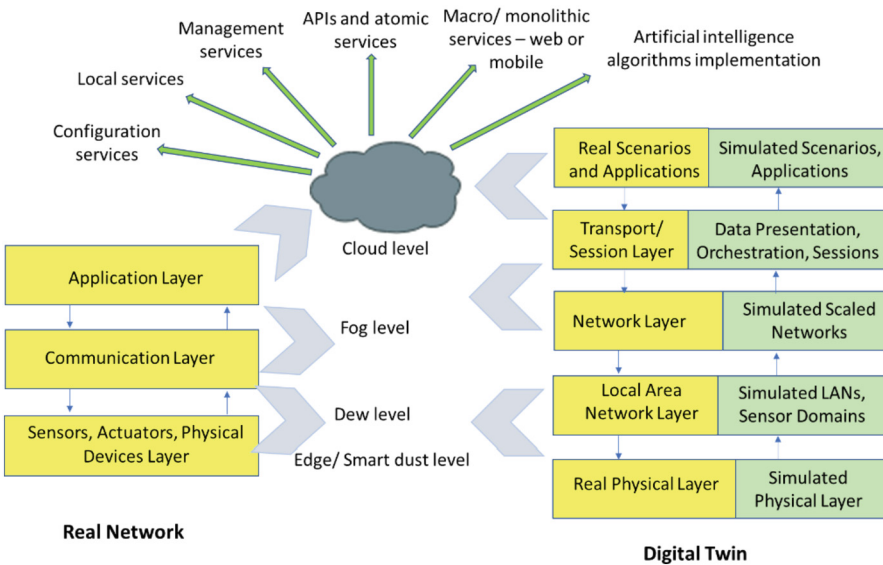 APIs and atomic
services
Macro/ monolithic
services – web or
mobile
Management
services
Artificial intelligence
algorithms implementation
Local services
Configuration
services
Cloud level
Fog level
Dew level
Edge/ Smart dust level
Application Layer
Communication Layer
Sensors, Actuators, Physical
Devices Layer
Real Network
Real Scenarios
and Applications
Simulated Scenarios,
Applications
Transport/
Session Layer
Data Presentation,
Orchestration, Sessions
Network Layer
Simulated Scaled
Networks
Local Area
Network Layer
Simulated LANs,
Sensor Domains
Real Physical Layer
Simulated
Physical Layer
Digital Twin